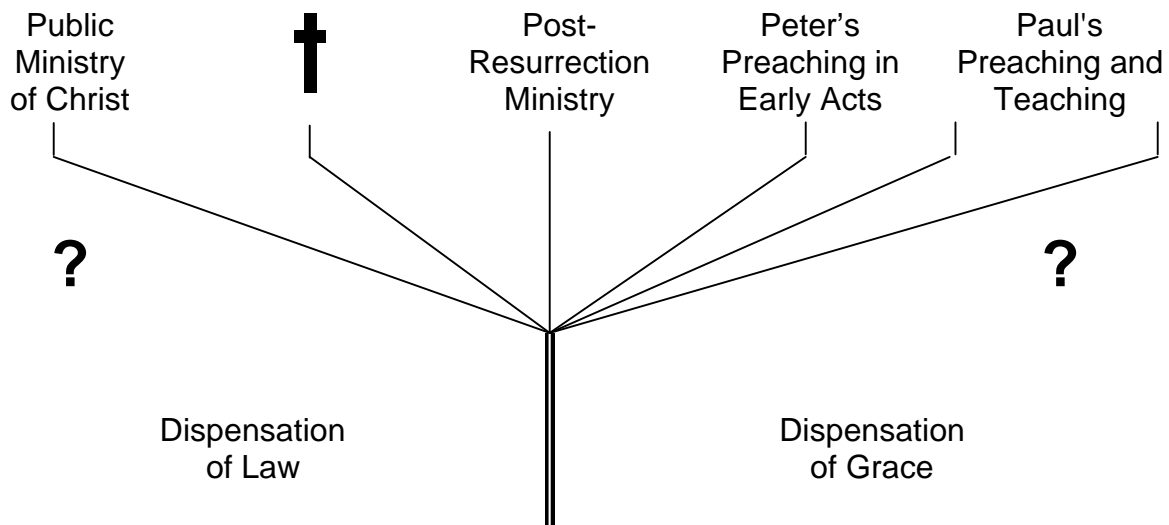 Public
Ministry
of Christ
Post-
Resurrection
Ministry
Peter’s
Preaching in
Early Acts
Paul's
Preaching and
Teaching
?
?
Dispensation
of Law
Dispensation
of Grace